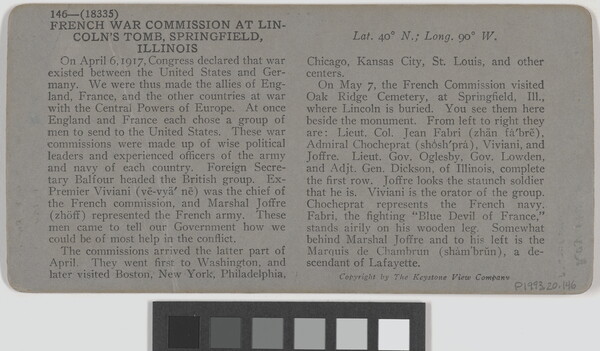 146—(18335)
FRENCH WAR COMMISSION AT LIN-
COLN'S TOMB, SPRINGFIELD,
ILLINOIS
On April 6, 1917, Congress declared that war
existed between the United States and Ger-
many. We were thus made the allies of Eng-
land, France, and the other countries at war
with the Central Powers of Europe. At once
England and France each chose a group of
men to send to the United States. These war
commissions were made up of wise political
leaders and experienced officers of the army
and navy of each country. Foreign Secre-
tary Balfour headed the British group. Ex-
Premier Viviani (vē-vyä′ nē) was the chief of
the French commission, and Marshal Joffre
(zhôff) represented the French army. These
men came to tell our Government how we
could be of most help in the conflict.
The commissions arrived the latter part of
April. They went first to Washington, and
later visited Boston, New York, Philadelphia,
Lat. 40° N.; Long. 90° W.
Chicago, Kansas City, St. Louis, and other
centers.
On May 7, the French Commission visited
Oak Ridge Cemetery, at Springfield, Ill.,
where Lincoln is buried. You see them here
beside the monument. From left to right they
are: Lieut. Col. Jean Fabri (zhän fä′brē),
Admiral Chocheprat (shôsh′prá), Viviani, and
Joffre. Lieut. Gov. Oglesby, Gov. Lowden,
and Adjt. Gen. Dickson, of Illinois, complete
the first row. Joffre looks the staunch soldier
that he is. Viviani is the orator of the group.
Chocheprat represents the French navy.
Fabri, the fighting "Blue Devil of France,"
stands airily on his wooden leg. Somewhat
behind Marshal Joffre and to his left is the
Marquis de Chambrun (shäm′brün), a de-
scendant of Lafayette.
Copyright by The Keystone View Company
P1993.20.146